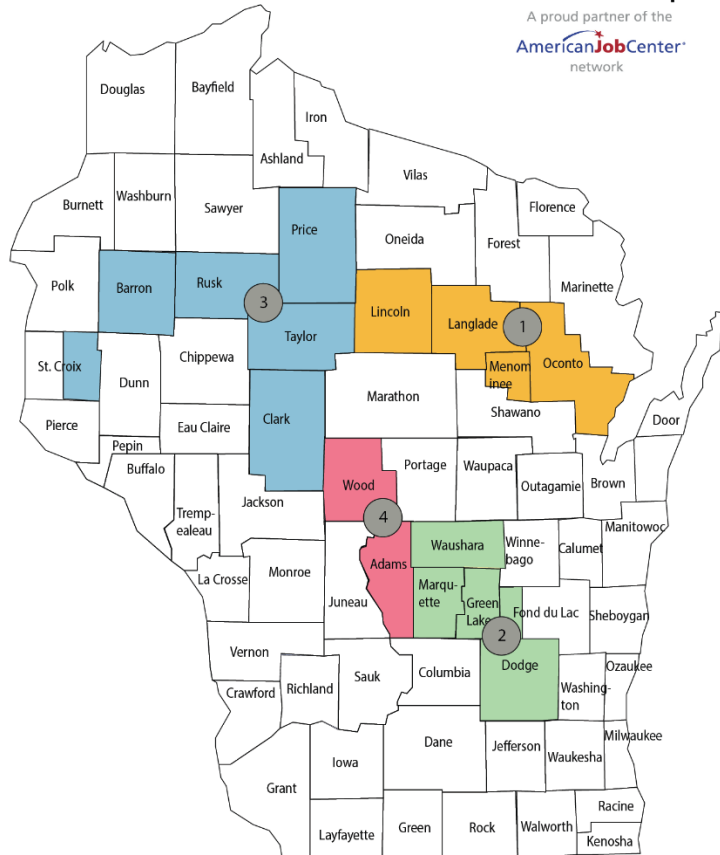 A proud partner of the
AmericanJobCenter
network
Douglas
Bayfield
Iron
Ashland
Vilas
Burnett
Washburn
Sawyer
Price
Oneida
Forest
Florence
Marinette
Polk
Barron
Rusk
3
Taylor
Lincoln
Langlade
1
Oconto
Menom
inee
St. Croix
Dunn
Chippewa
Clark
Marathon
Shawano
Door
Pierce
Pepin
Eau Claire
Buffalo
Tremp-
ealeau
Jackson
Wood
Portage
Waupaca
Outagamie
Brown
4
Adams
Waushara
Winne-
bago
Calumet
Manitowoc
La Crosse
Monroe
Juneau
Marqu-
ette
Green
Lake
2
Fond du Lac
Sheboygan
Vernon
Crawford
Richland
Sauk
Columbia
Dodge
Washing-
ton
Ozaukee
Grant
Iowa
Dane
Jefferson
Waukesha
Milwaukee
Layfayette
Green
Rock
Walworth
Racine
Kenosha